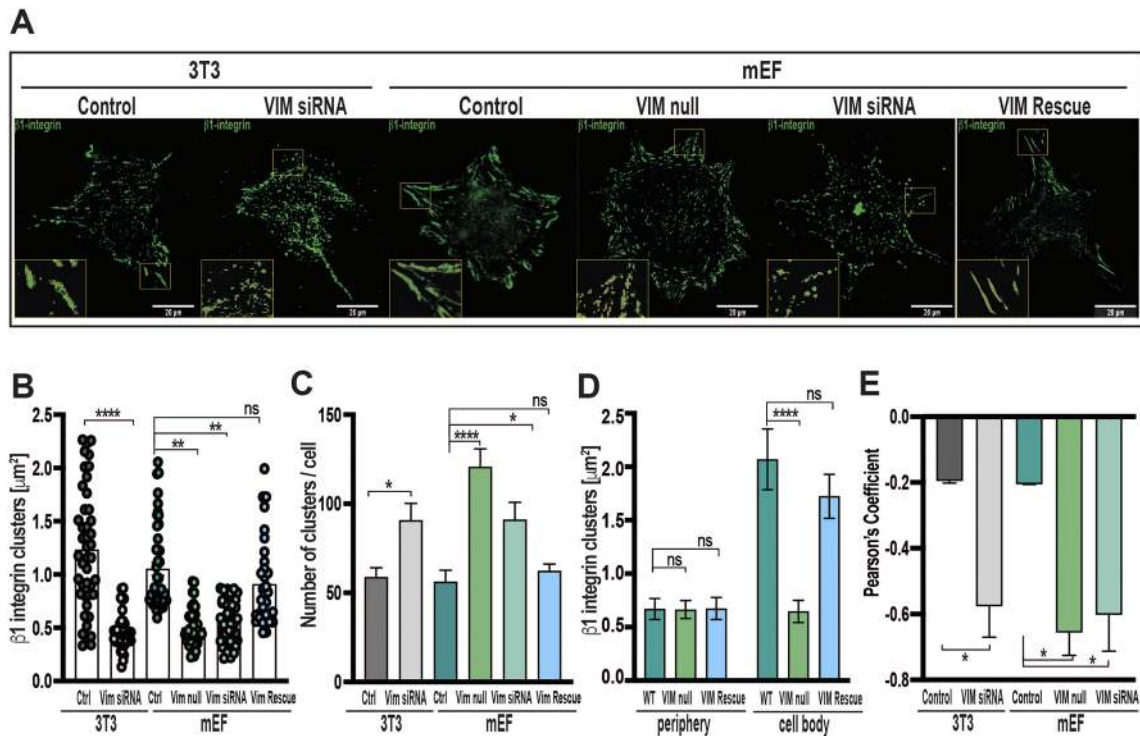 A
3T3 mEF
Control VIM siRNA Control VIM null VIM siRNA VIM Rescue
β1-integrin β1-integrin β1-integrin β1-integrin β1-integrin β1-integrin
20 µm 20 µm 20 µm 20 µm 20 µm 20 µm
B
β1 integrin clusters [µm²]
2.5
2.0
1.5
1.0
0.5
0.0
**** ** ** ns
Ctrl Vim siRNA Ctrl Vim null Vim siRNA Vim Rescue
3T3 mEF
C
Number of clusters / cell
150
100
50
0
* **** * ns
Ctrl Vim siRNA Ctrl Vim null Vim siRNA Vim Rescue
3T3 mEF
D
β1 integrin clusters [µm²]
2.5
2.0
1.5
1.0
0.5
0.0
ns ns **** ns
WT VIM null VIM Rescue WT VIM null VIM Rescue
periphery cell body
E
Pearson's Coefficient
0.0
-0.2
-0.4
-0.6
-0.8
* * *
Control VIM siRNA Control VIM null VIM siRNA
3T3 mEF